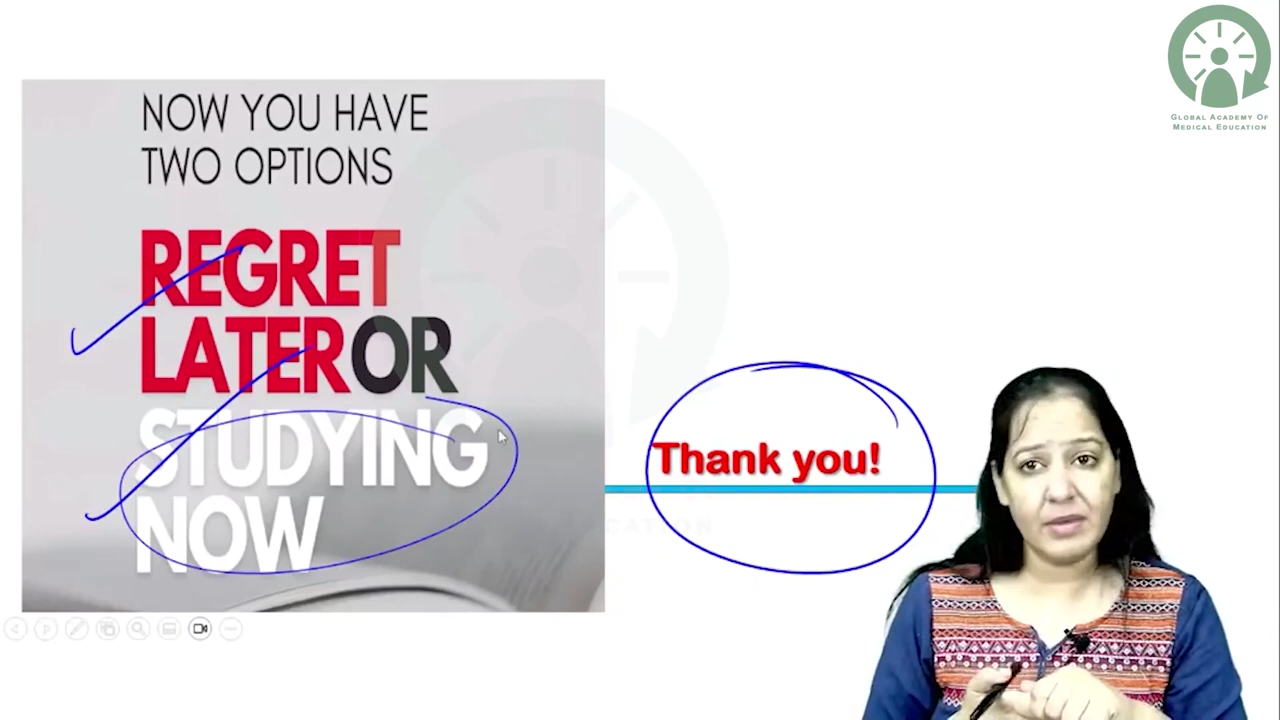 NOW YOU HAVE
TWO OPTIONS
REGRET
LATER OR
STUDYING
NOW
Thank you!
GLOBAL ACADEMY OF
MEDICAL EDUCATION